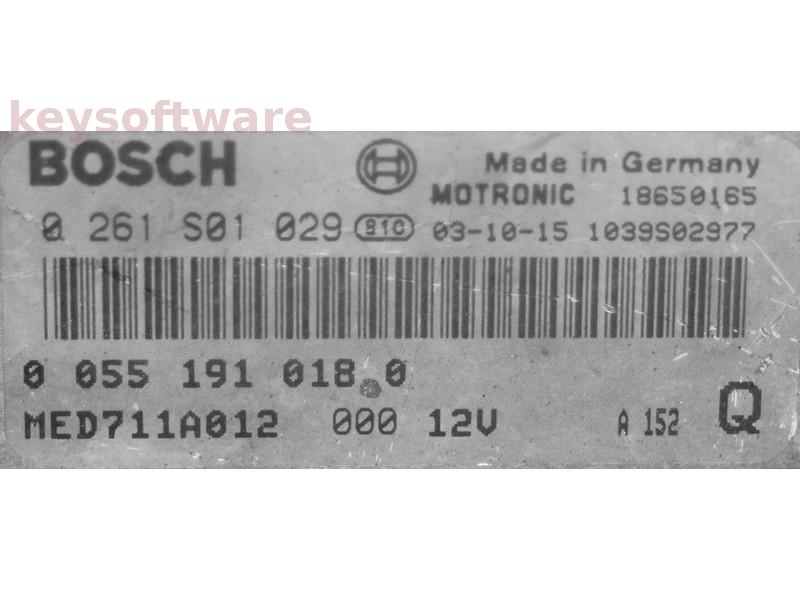 keysoftware
BOSCH Made in Germany
MOTRONIC 18650165
0 261 S01 029 910 03-10-15 1039S02977
0 055 191 018 0
MED711A012 000 12V A 152 Q